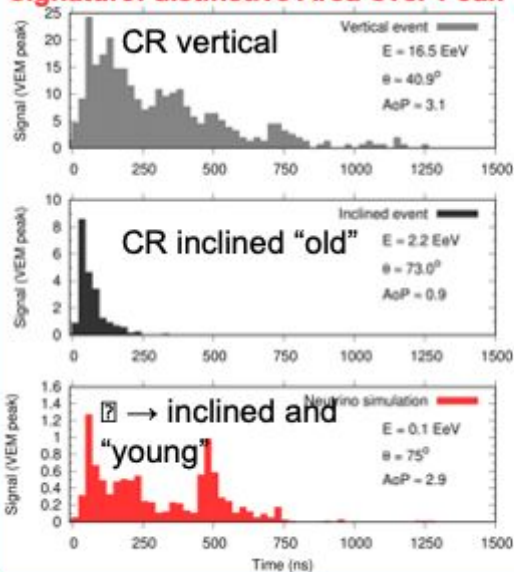 Vertical event
CR vertical
E = 16.5 EeV
θ = 40.9⁰
AoP = 3.1
Signal (VEM peak)
25
20
15
10
5
0
0 250 500 750 1000 1250 1500
Inclined event
CR inclined “old”
E = 2.2 EeV
θ = 73.0⁰
AoP = 0.9
Signal (VEM peak)
10
8
6
4
2
0
0 250 500 750 1000 1250 1500
Neutrino simulation
→ inclined and
“young”
E = 0.1 EeV
θ = 75⁰
AoP = 2.9
Signal (VEM peak)
1.6
1.4
1.2
1
0.8
0.6
0.4
0.2
0
0 250 500 750 1000 1250 1500
Time (ns)